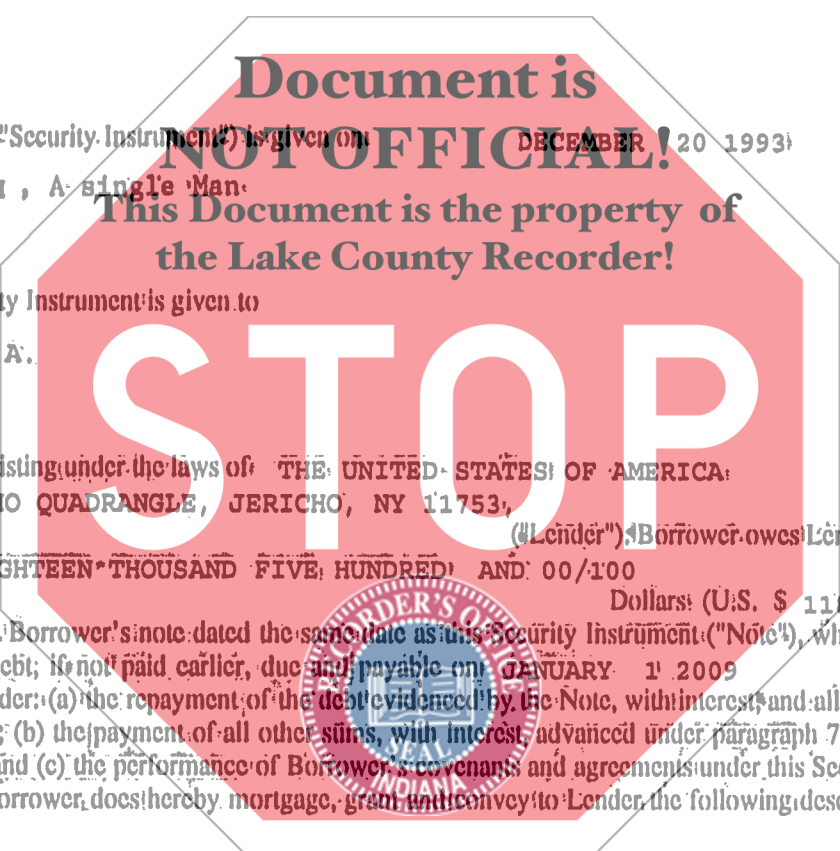 Document is
"Security Instrument") is given on DECEMBER 20 1993
NOT OFFICIAL!
, A single Man
This Document is the property of
the Lake County Recorder!
ty Instrument is given to
A.
STOP
isting under the laws of THE UNITED STATES OF AMERICA
O QUADRANGLE, JERICHO, NY 11753,
("Lender"). Borrower owes Len
GHTEEN THOUSAND FIVE HUNDRED AND 00/100
Dollars (U.S. $ 11
RECORDER'S OFFICE
Borrower's note dated the same date as this Security Instrument ("Note"), wh
ebt, if not paid earlier, due and payable on JANUARY 1 2009
der: (a) the repayment of the debt evidenced by the Note, with interest, and all
(b) the payment of all other sums, with interest, advanced under paragraph 7
SEAL
and (c) the performance of Borrower's covenants and agreements under this Sec
INDIANA
orrower does hereby mortgage, grant and convey to Lender the following desc